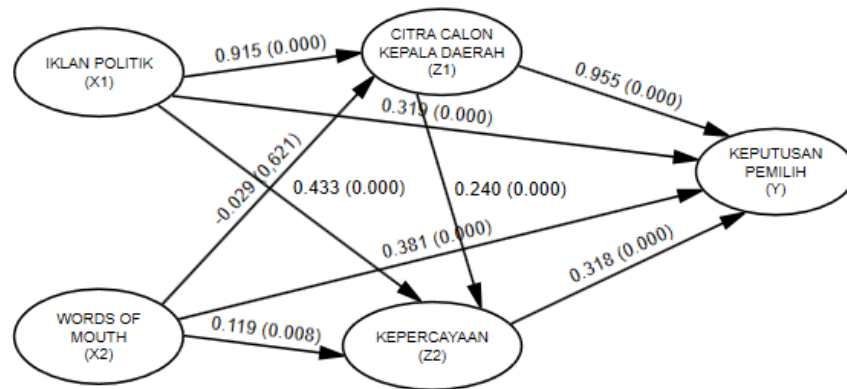 IKLAN POLITIK
(X1)
0.915 (0.000)
CITRA CALON
KEPALA DAERAH
(Z1)
0.955 (0.000)
0.319 (0.000)
KEPUTUSAN
PEMILIH
(Y)
-0.029 (0,621)
0.433 (0.000)
0.240 (0.000)
0.381 (0.000)
0.318 (0.000)
WORDS OF
MOUTH
(X2)
0.119 (0.008)
KEPERCAYAAN
(Z2)